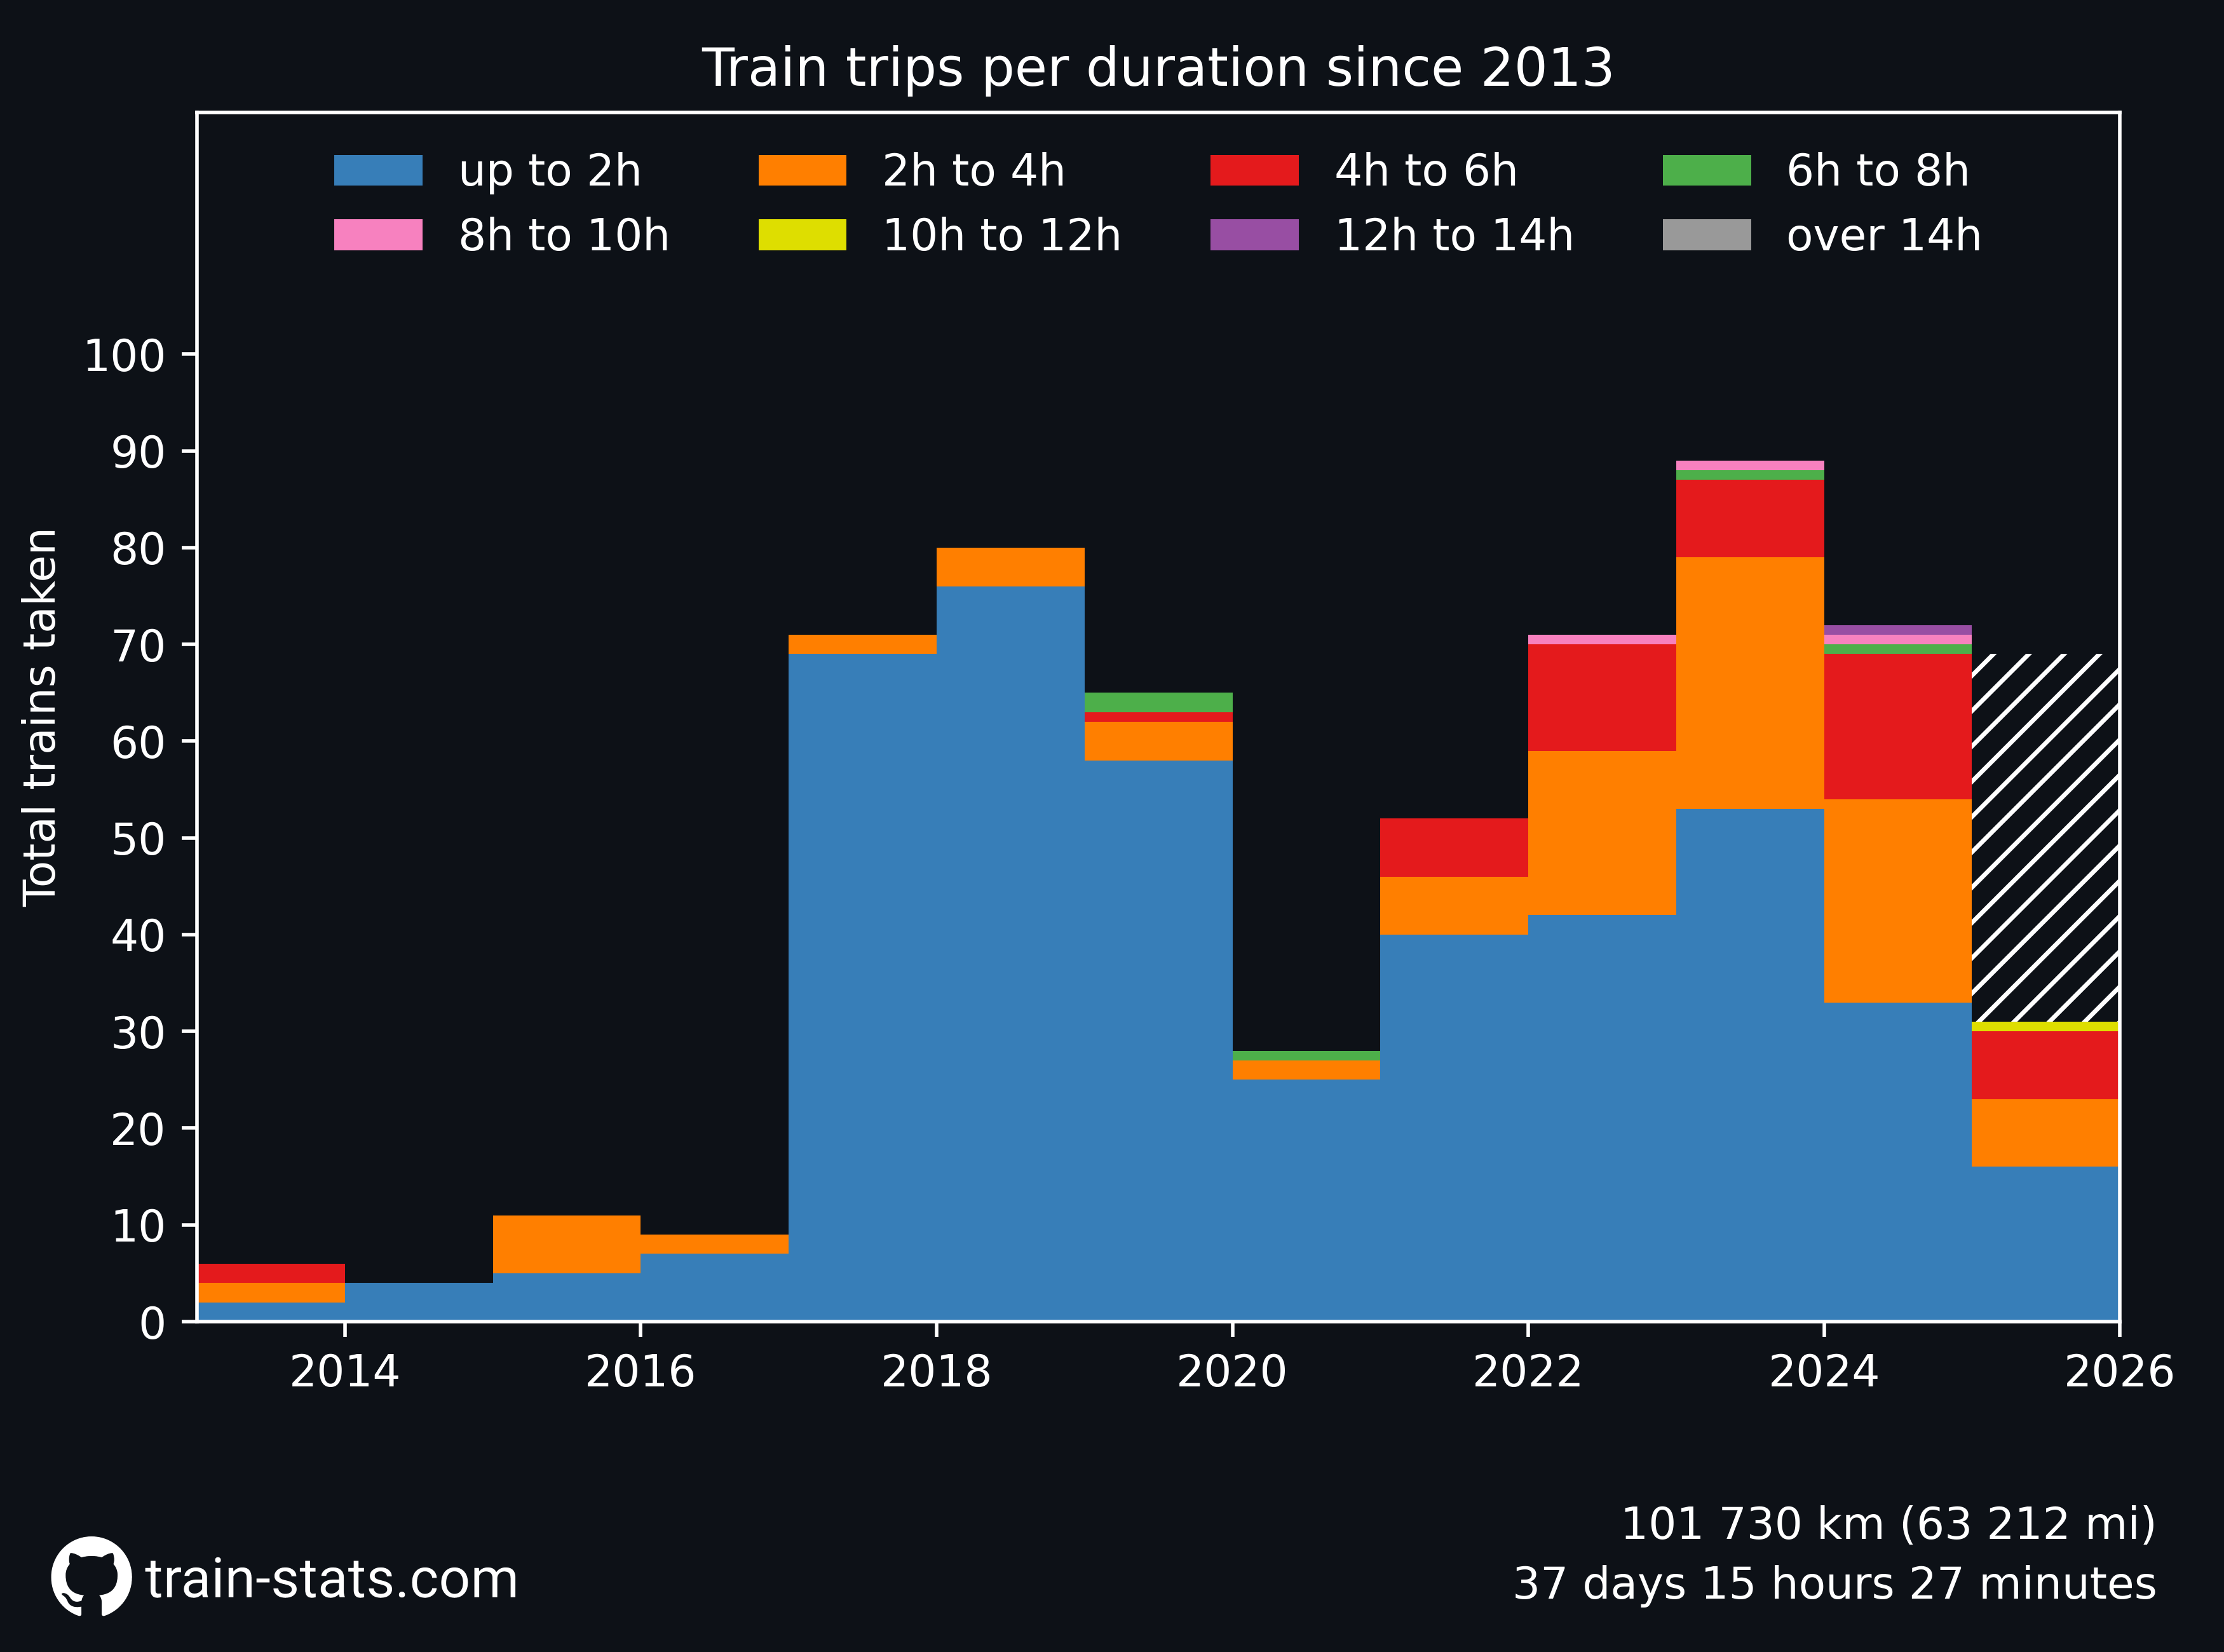 Train trips per duration since 2013
up to 2h 2h to 4h 4h to 6h 6h to 8h
8h to 10h 10h to 12h 12h to 14h over 14h
Total trains taken
100
90
80
70
60
50
40
30
20
10
0
2014 2016 2018 2020 2022 2024 2026
101 730 km (63 212 mi)
train-stats.com
37 days 15 hours 27 minutes